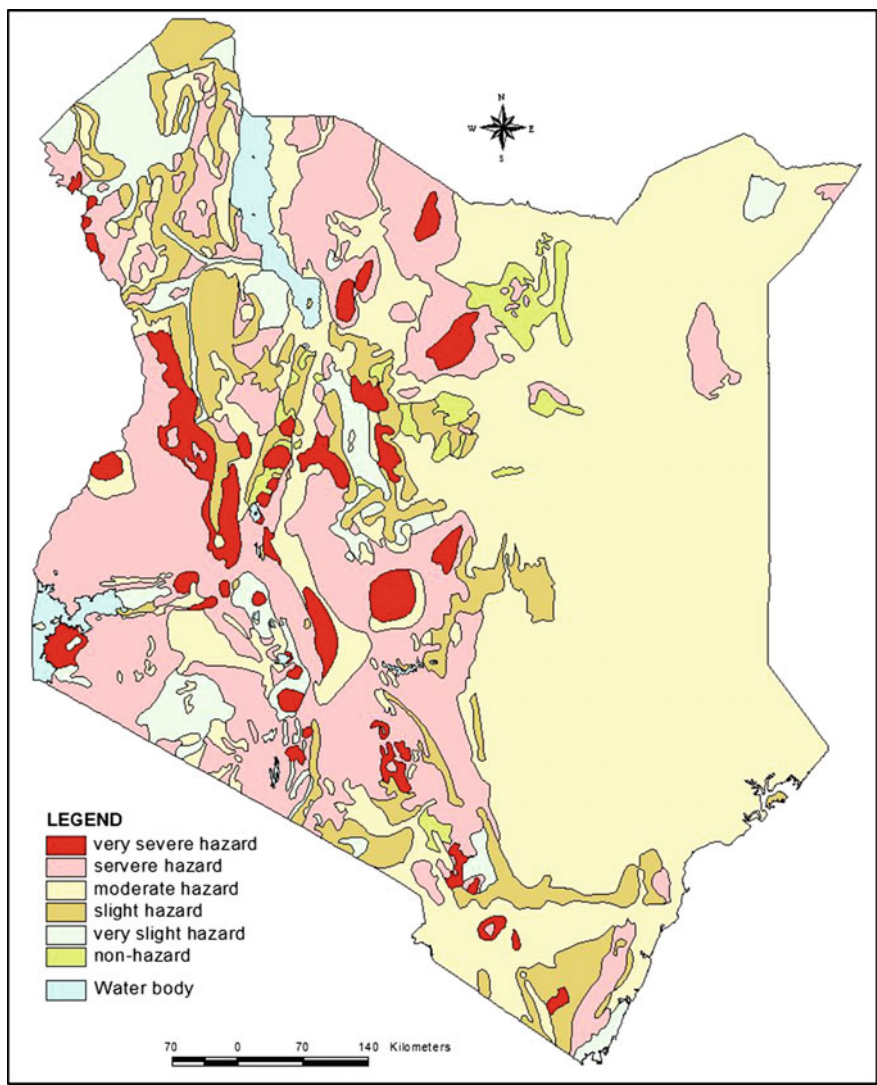 N
W E
S
LEGEND
very severe hazard
servere hazard
moderate hazard
slight hazard
very slight hazard
non-hazard
Water body
70 0 70 140 Kilometers